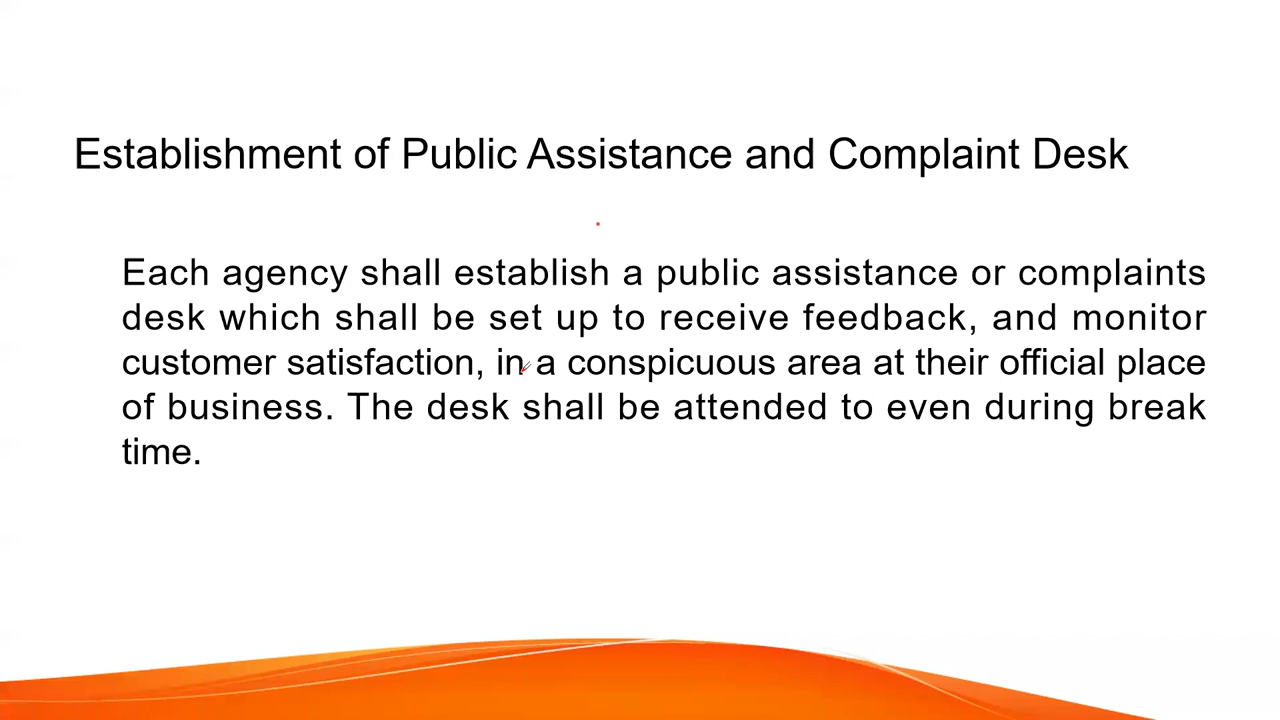 Establishment of Public Assistance and Complaint Desk
Each agency shall establish a public assistance or complaints
desk which shall be set up to receive feedback, and monitor
customer satisfaction, in a conspicuous area at their official place
of business. The desk shall be attended to even during break
time.